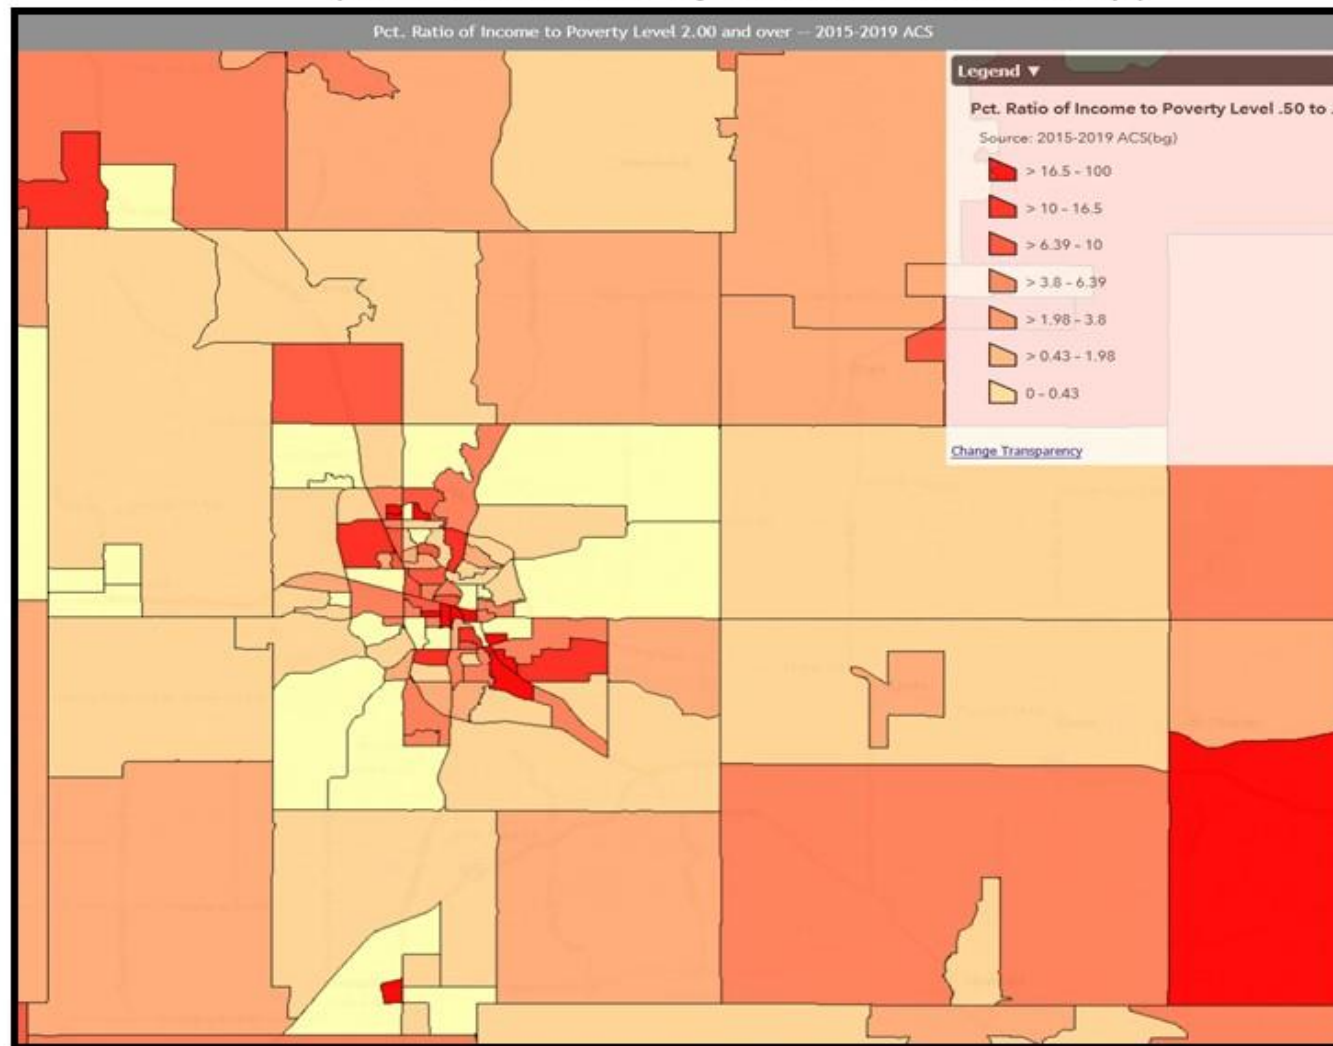 Pct. Ratio of Income to Poverty Level 2.00 and over -- 2015-2019 ACS
Legend ▼
Pct. Ratio of Income to Poverty Level .50 to .
Source: 2015-2019 ACS(bg)
> 16.5 - 100
> 10 - 16.5
> 6.39 - 10
> 3.8 - 6.39
> 1.98 - 3.8
> 0.43 - 1.98
0 - 0.43
Change Transparency